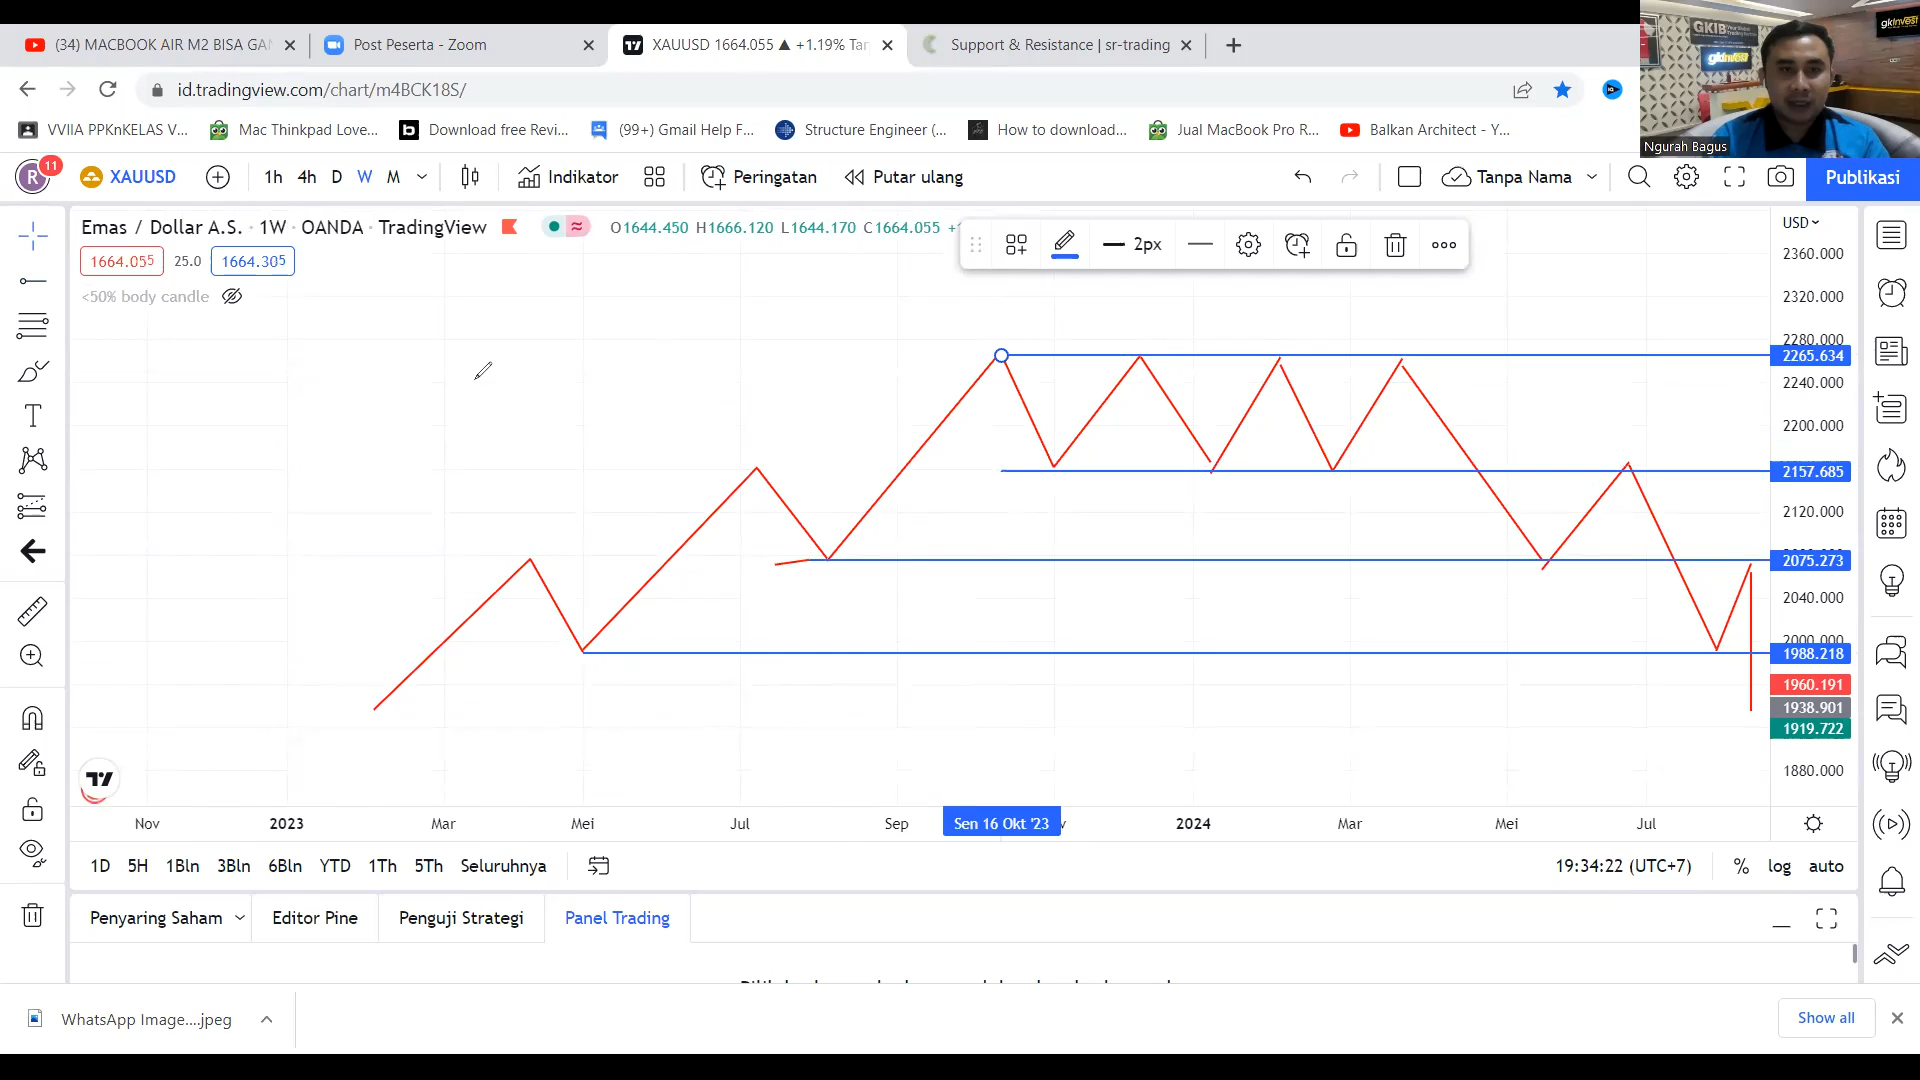 (34) MACBOOK AIR M2 BISA GAN
Post Peserta - Zoom
XAUUSD 1664.055 ▲ +1.19% Tan
Support & Resistance | sr-trading
GKIB
gkinvest
gkinvest
id.tradingview.com/chart/m4BCK18S/
VVIIA PPKnKELAS V...
Mac Thinkpad Love...
Download free Revi...
(99+) Gmail Help F...
Structure Engineer (...
How to download...
Jual MacBook Pro R...
Balkan Architect - Y...
Ngurah Bagus
R
11
XAUUSD
1h
4h
D
W
M
Indikator
Peringatan
Putar ulang
Tanpa Nama
Publikasi
Emas / Dollar A.S. · 1W · OANDA · TradingView
O1644.450 H1666.120 L1644.170 C1664.055
2px
USD
1664.055
25.0
1664.305
<50% body candle
2360.000
2320.000
2280.000
2265.634
2240.000
2200.000
2157.685
2120.000
2075.273
2040.000
2000.000
1988.218
1960.191
1938.901
1919.722
1880.000
Nov
2023
Mar
Mei
Jul
Sep
Sen 16 Okt '23
2024
Mar
Mei
Jul
1D
5H
1Bln
3Bln
6Bln
YTD
1Th
5Th
Seluruhnya
19:34:22 (UTC+7)
%
log
auto
Penyaring Saham
Editor Pine
Penguji Strategi
Panel Trading
WhatsApp Image....jpeg
Show all